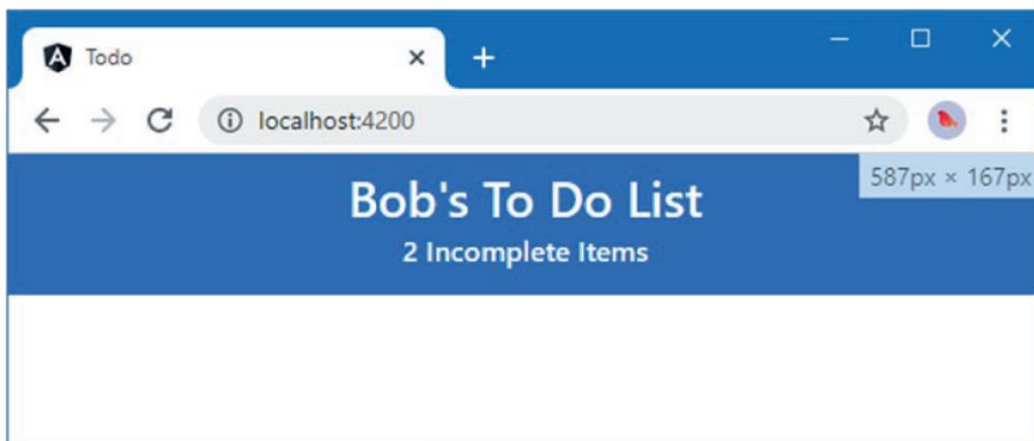 Todo
localhost:4200
587px × 167px
Bob's To Do List
2 Incomplete Items